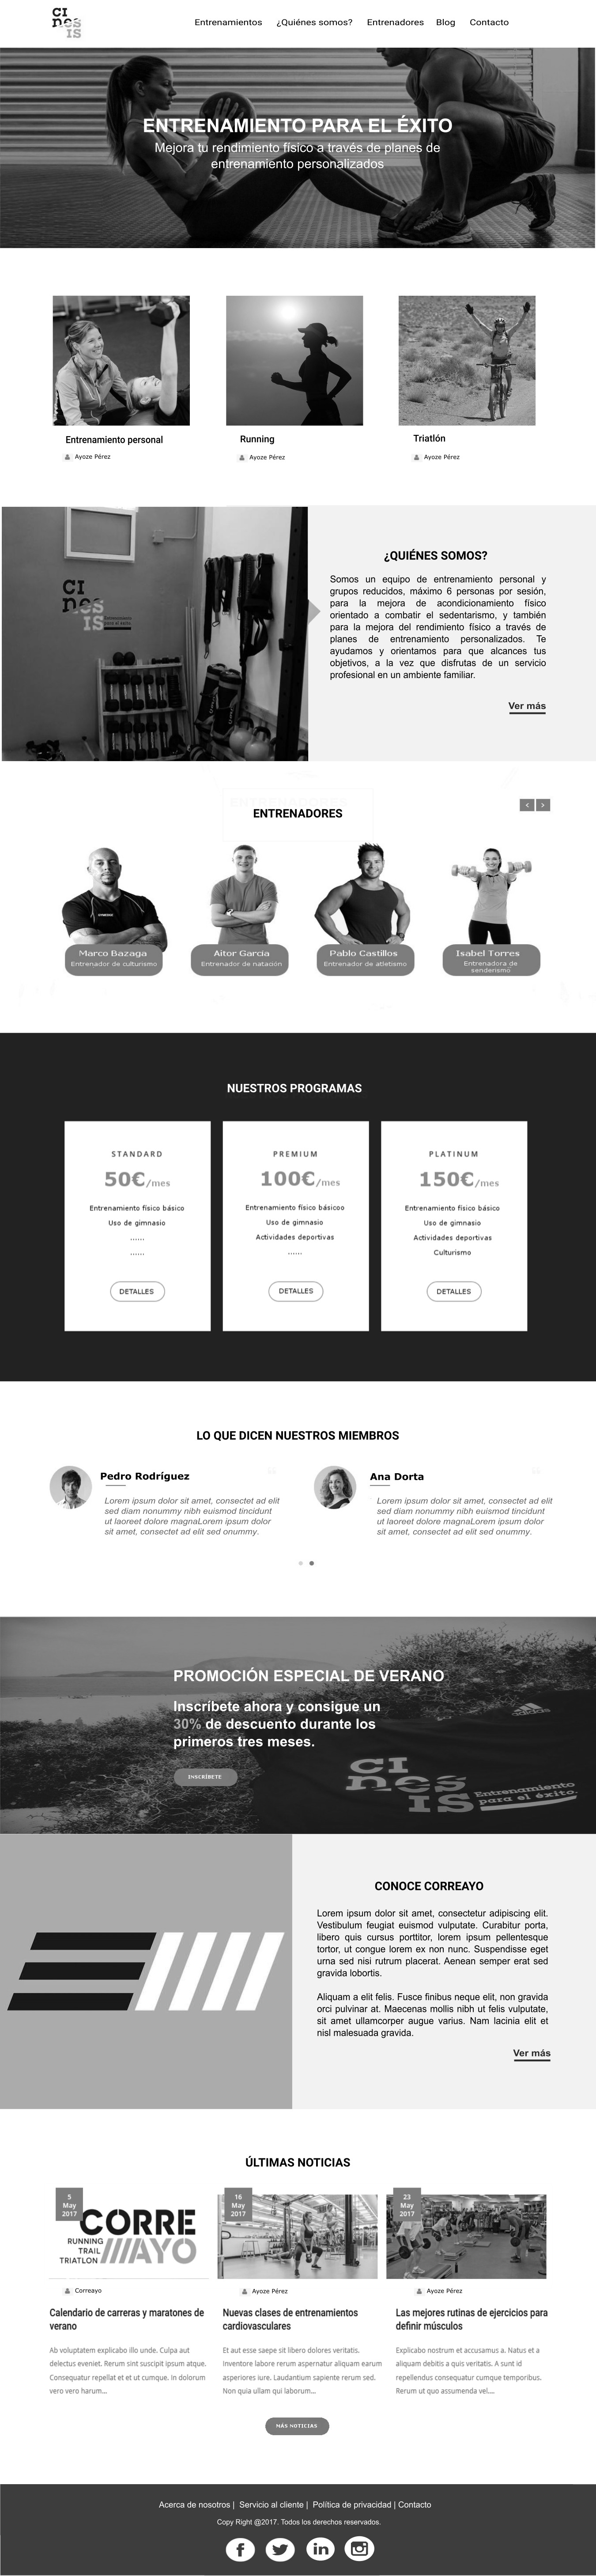 CI
nes
IS
Entrenamientos ¿Quiénes somos? Entrenadores Blog Contacto
ENTRENAMIENTO PARA EL ÉXITO
Mejora tu rendimiento físico a través de planes de
entrenamiento personalizados
Entrenamiento personal
Ayoze Pérez
Running
Ayoze Pérez
Triatlón
Ayoze Pérez
CI
nes
IS
Entrenamiento
para el éxito.
¿QUIÉNES SOMOS?
Somos un equipo de entrenamiento personal y
grupos reducidos, máximo 6 personas por sesión,
para la mejora de acondicionamiento físico
orientado a combatir el sedentarismo, y también
para la mejora del rendimiento físico a través de
planes de entrenamiento personalizados. Te
ayudamos y orientamos para que alcances tus
objetivos, a la vez que disfrutas de un servicio
profesional en un ambiente familiar.
Ver más
ENTRENADORES
Marco Bazaga
Entrenador de culturismo
Aitor García
Entrenador de natación
Pablo Castillos
Entrenador de atletismo
Isabel Torres
Entrenadora de
senderismo
NUESTROS PROGRAMAS
STANDARD
50€/mes
Entrenamiento físico básico
Uso de gimnasio
......
......
DETALLES
PREMIUM
100€/mes
Entrenamiento físico básicoo
Uso de gimnasio
Actividades deportivas
......
DETALLES
PLATINUM
150€/mes
Entrenamiento físico básico
Uso de gimnasio
Actividades deportivas
Culturismo
DETALLES
LO QUE DICEN NUESTROS MIEMBROS
Pedro Rodríguez
Lorem ipsum dolor sit amet, consectet ad elit
sed diam nonummy nibh euismod tincidunt
ut laoreet dolore magnaLorem ipsum dolor
sit amet, consectet ad elit sed onummy.
Ana Dorta
Lorem ipsum dolor sit amet, consectet ad elit
sed diam nonummy nibh euismod tincidunt
ut laoreet dolore magnaLorem ipsum dolor
sit amet, consectet ad elit sed onummy.
PROMOCIÓN ESPECIAL DE VERANO
Inscríbete ahora y consigue un
30% de descuento durante los
primeros tres meses.
INSCRÍBETE
adidas
CI
nes
IS
Entrenamiento
para el éxito.
CONOCE CORREAYO
Lorem ipsum dolor sit amet, consectetur adipiscing elit.
Vestibulum feugiat euismod vulputate. Curabitur porta,
libero quis cursus porttitor, lorem ipsum pellentesque
tortor, ut congue lorem ex non nunc. Suspendisse eget
urna sed nisi rutrum placerat. Aenean semper erat sed
gravida lobortis.
Aliquam a elit felis. Fusce finibus neque elit, non gravida
orci pulvinar at. Maecenas mollis nibh ut felis vulputate,
sit amet ullamcorper augue varius. Nam lacinia elit et
nisl malesuada gravida.
Ver más
ÚLTIMAS NOTICIAS
5
May
2017
CORRE
RUNNING
TRAIL
TRIATLON
AYO
Correayo
Calendario de carreras y maratones de
verano
Ab voluptatem explicabo illo unde. Culpa aut
delectus eveniet. Rerum sint suscipit ipsum atque.
Consequatur repellat et et ut cumque. In dolorum
vero vero harum...
16
May
2017
Ayoze Pérez
Nuevas clases de entrenamientos
cardiovasculares
Et aut esse saepe sit libero dolores veritatis.
Inventore labore rerum aspernatur aliquam earum
asperiores iure. Laudantium sapiente rerum sed.
Non quia ullam qui laborum...
23
May
2017
Ayoze Pérez
Las mejores rutinas de ejercicios para
definir músculos
Explicabo nostrum et accusamus a. Natus et a
aliquam debitis a quis veritatis. A sunt id
repellendus consequatur cumque temporibus.
Rerum ut quo assumenda vel....
MÁS NOTICIAS
Acerca de nosotros | Servicio al cliente | Política de privacidad | Contacto
Copy Right @2017. Todos los derechos reservados.